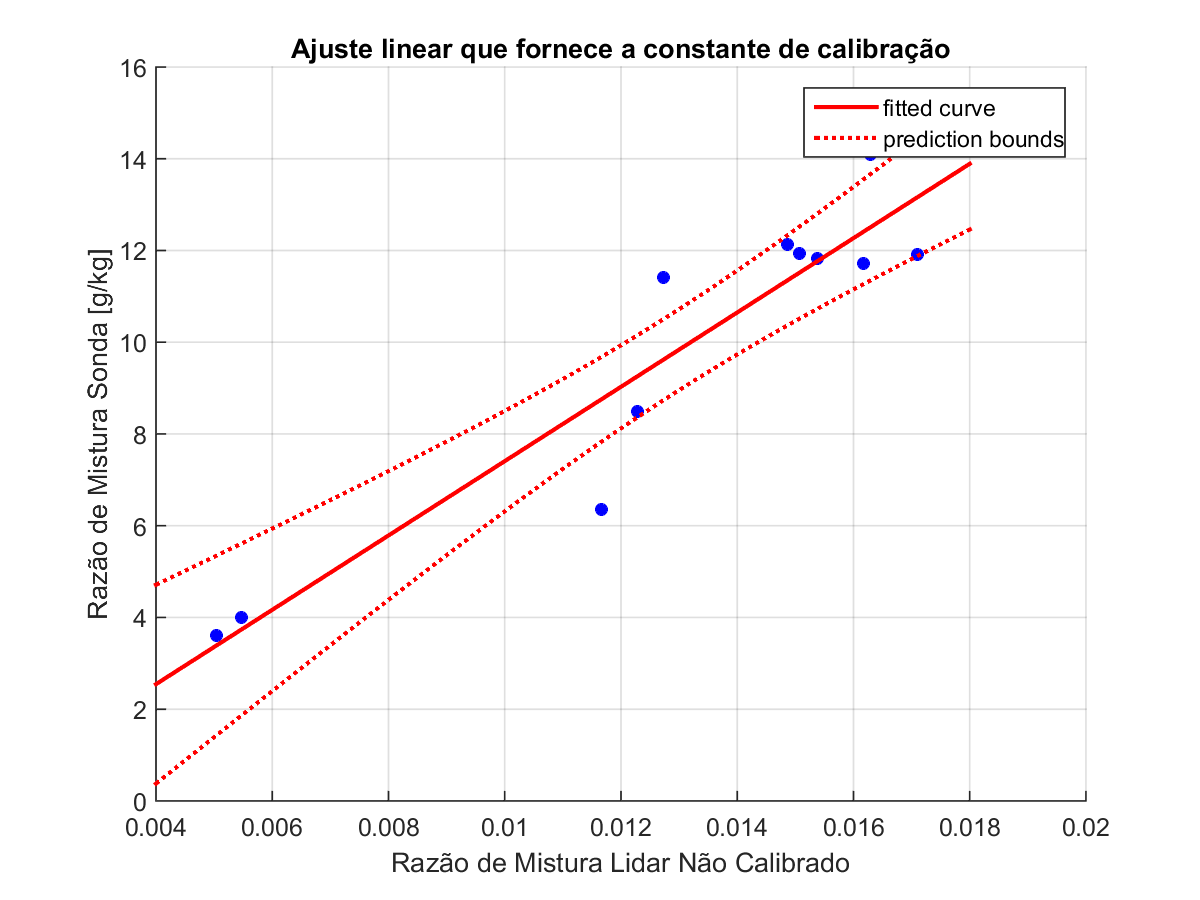 Ajuste linear que fornece a constante de calibração
fitted curve
prediction bounds
Razão de Mistura Sonda [g/kg]
16
14
12
10
8
6
4
2
0
0.004 0.006 0.008 0.01 0.012 0.014 0.016 0.018 0.02
Razão de Mistura Lidar Não Calibrado